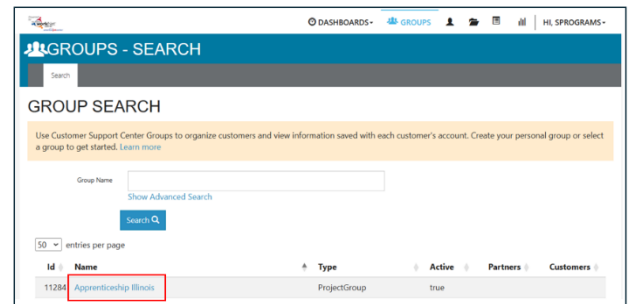 DASHBOARDS GROUPS HI, SPROGRAMS
GROUPS - SEARCH
Search
GROUP SEARCH
Use Customer Support Center Groups to organize customers and view information saved with each customer's account. Create your personal group or select
a group to get started. Learn more
Group Name
Show Advanced Search
Search
50 entries per page
Id Name Type Active Partners Customers
11284 Apprenticeship Illinois ProjectGroup true